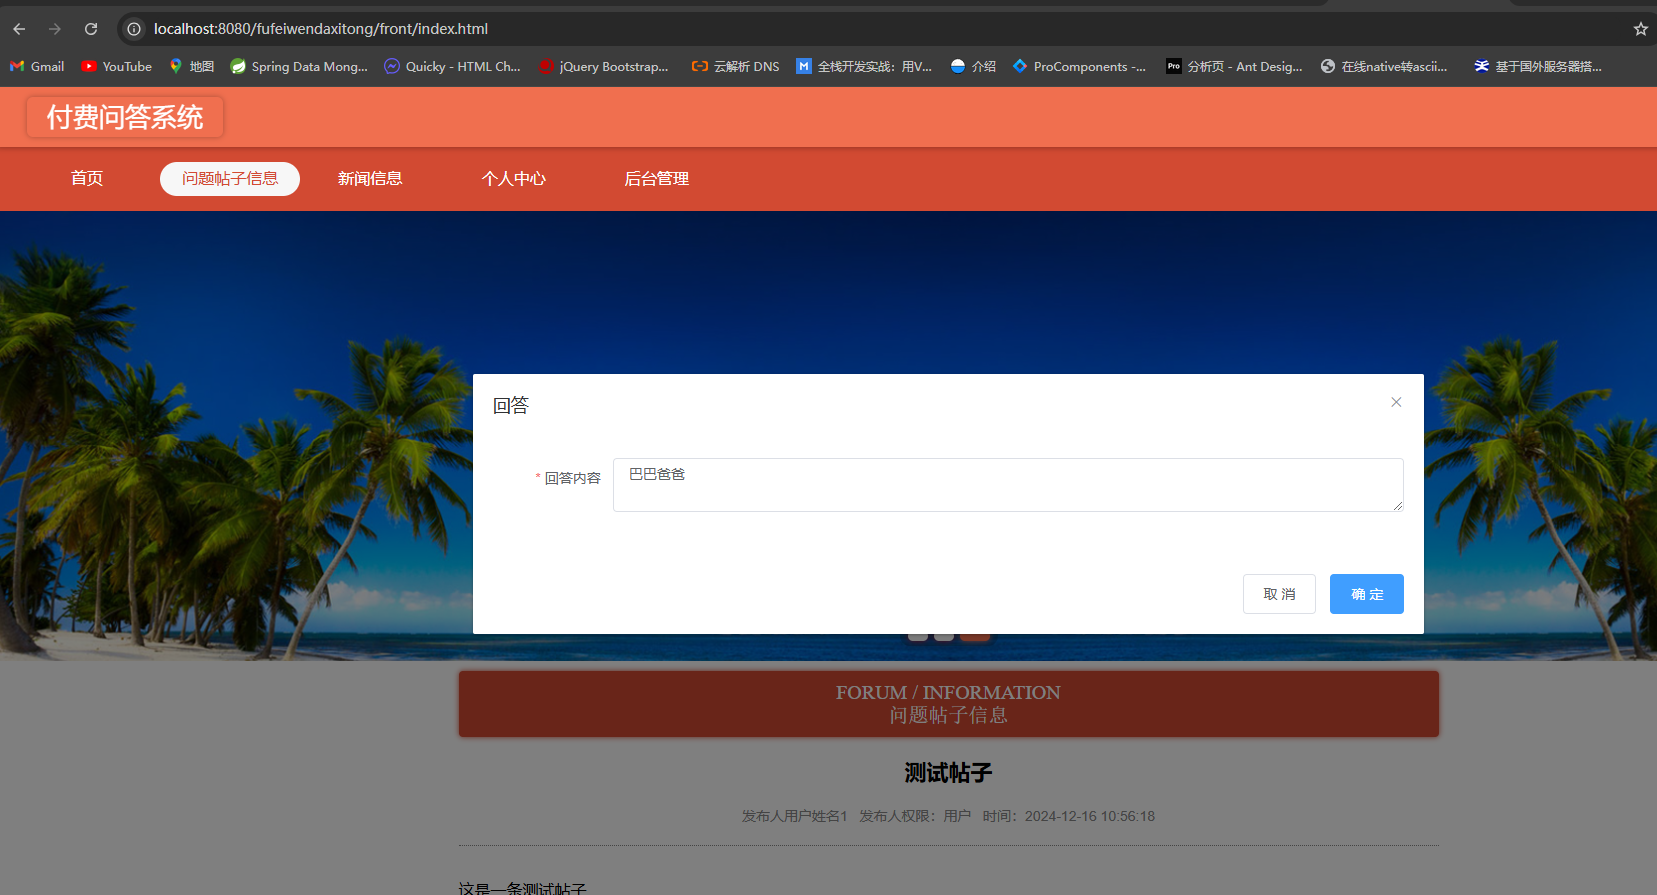 localhost:8080/fufeiwendaxitong/front/index.html
Gmail YouTube 地图 Spring Data Mong... Quicky - HTML Ch... jQuery Bootstrap... 云解析 DNS 全栈开发实战：用V... 介绍 ProComponents -... 分析页 - Ant Desig... 在线native转ascii... 基于国外服务器搭...
付费问答系统
首页 问题帖子信息 新闻信息 个人中心 后台管理
回答
* 回答内容 巴巴爸爸
取 消 确 定
FORUM / INFORMATION
问题帖子信息
测试帖子
发布人用户姓名1 发布人权限：用户 时间：2024-12-16 10:56:18
这是一条测试帖子